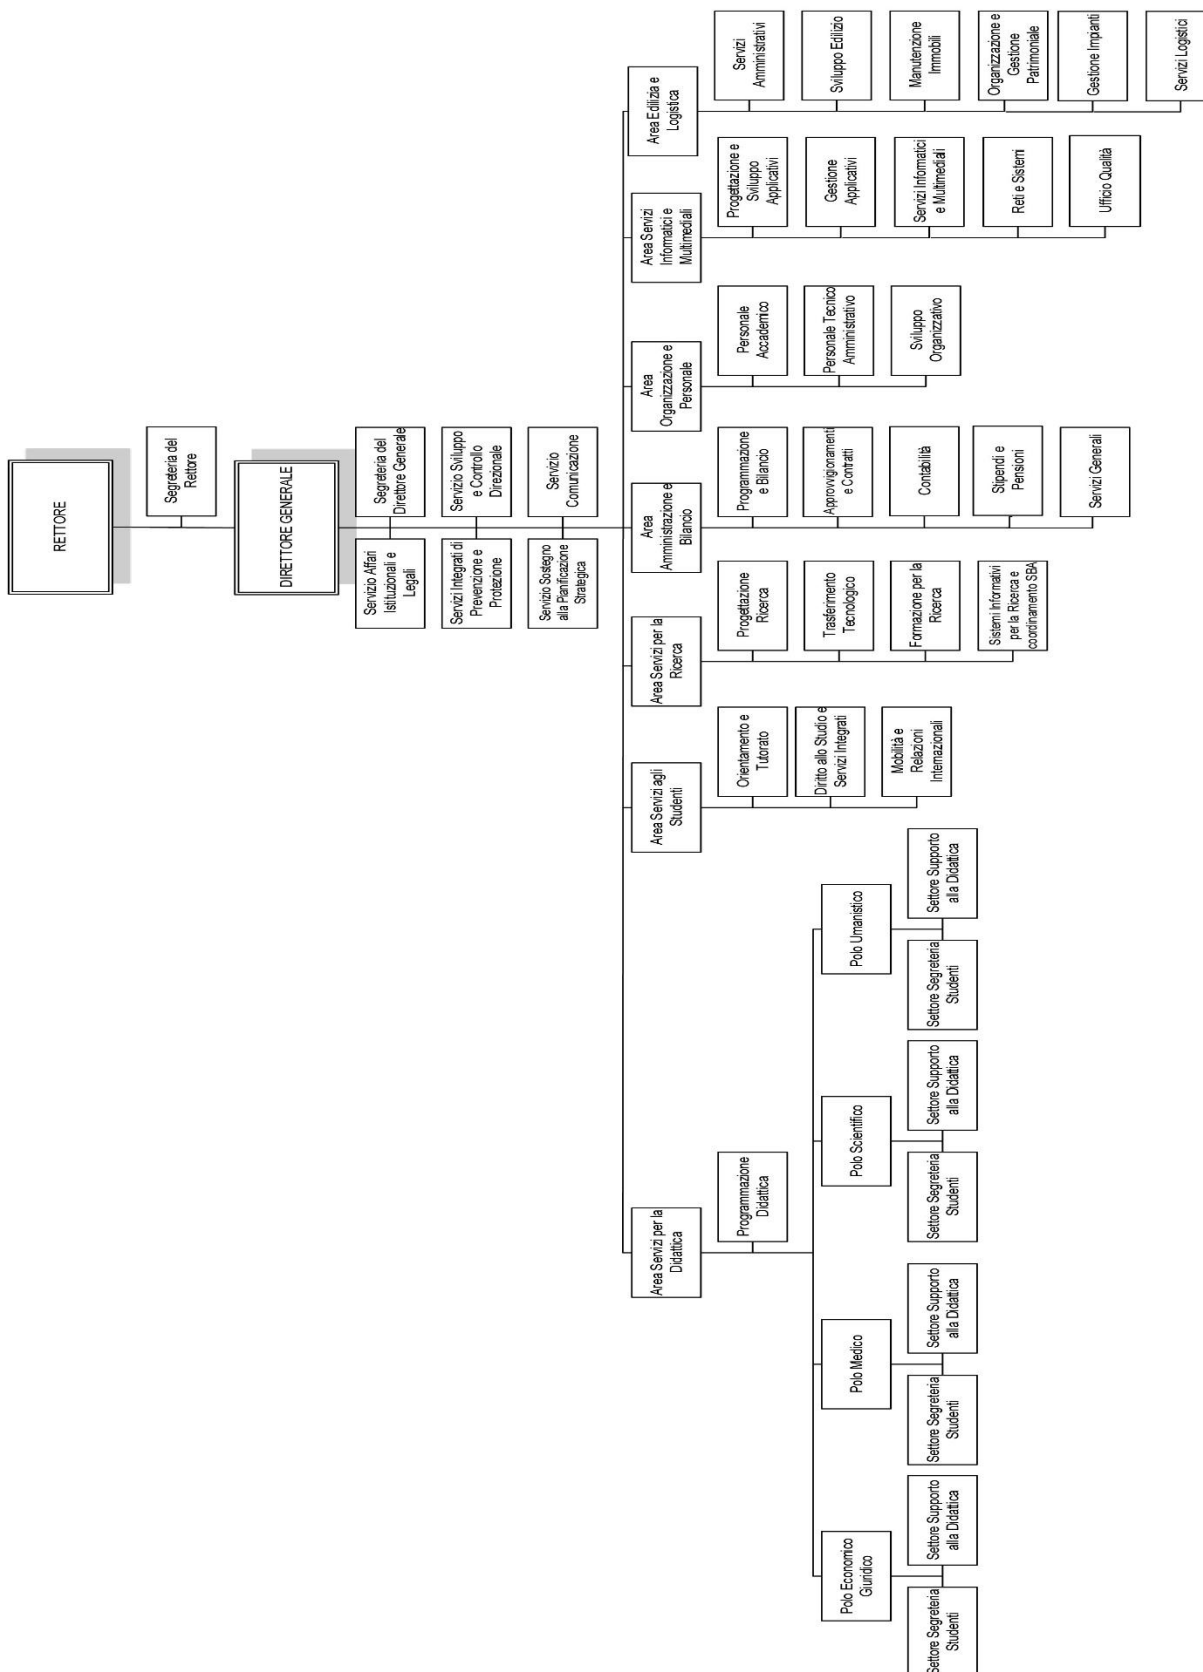 RETTORE
Segreteria del
Rettore
DIRETTORE GENERALE
Servizio Affari
Istituzionali e
Legali
Segreteria del
Direttore Generale
Servizi Integrati di
Prevenzione e
Protezione
Servizio Sviluppo
e Controllo
Direzionale
Servizio Sostegno
alla Pianificazione
Strategica
Servizio
Comunicazione
Area Servizi per la
Didattica
Programmazione
Didattica
Polo Economico
Giuridico
Settore Segreteria
Studenti
Settore Supporto
alla Didattica
Polo Medico
Settore Segreteria
Studenti
Settore Supporto
alla Didattica
Polo Scientifico
Settore Segreteria
Studenti
Settore Supporto
alla Didattica
Polo Umanistico
Settore Segreteria
Studenti
Settore Supporto
alla Didattica
Area Servizi agli
Studenti
Orientamento e
Tutorato
Diritto allo Studio e
Servizi Integrati
Mobilità e
Relazioni
Internazionali
Area Servizi per la
Ricerca
Progettazione
Ricerca
Trasferimento
Tecnologico
Formazione per la
Ricerca
Sistemi Informativi
per la Ricerca e
coordinamento SBA
Area
Amministrazione e
Bilancio
Programmazione
e Bilancio
Approvvigionamenti
e Contratti
Contabilità
Stipendi e
Pensioni
Servizi Generali
Area
Organizzazione e
Personale
Personale
Accademico
Personale Tecnico
Amministrativo
Sviluppo
Organizzativo
Area Servizi
Informatici e
Multimediali
Progettazione e
Sviluppo
Applicativi
Gestione
Applicativi
Servizi Informatici
e Multimediali
Reti e Sistemi
Ufficio Qualità
Area Edilizia e
Logistica
Servizi
Amministrativi
Sviluppo Edilizio
Manutenzione
Immobili
Organizzazione e
Gestione
Patrimoniale
Gestione Impianti
Servizi Logistici